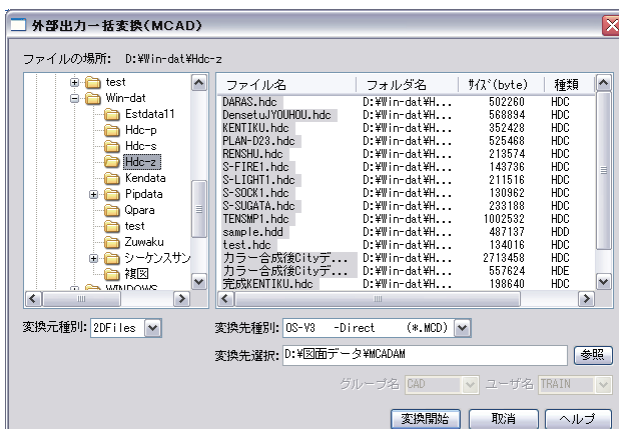 外部出力一括変換(MCAD)
ファイルの場所: D:¥Win-dat¥Hdc-z
test
Win-dat
Estdata11
Hdc-p
Hdc-s
Hdc-z
Kendata
Pipdata
Qpara
test
Zuwaku
シーケンスサン
複図
WINDOWS
ファイル名 フォルダ名 サイズ(byte) 種類
DARAS.hdc D:¥Win-dat¥H... 502260 HDC
DensetuJYOUHOU.hdc D:¥Win-dat¥H... 568894 HDC
KENTIKU.hdc D:¥Win-dat¥H... 352428 HDC
PLAN-D23.hdc D:¥Win-dat¥H... 525468 HDC
RENSHU.hdc D:¥Win-dat¥H... 213574 HDC
S-FIRE1.hdc D:¥Win-dat¥H... 143736 HDC
S-LIGHT1.hdc D:¥Win-dat¥H... 211516 HDC
S-SOCK1.hdc D:¥Win-dat¥H... 130962 HDC
S-SUGATA.hdc D:¥Win-dat¥H... 233188 HDC
TENSMP1.hdc D:¥Win-dat¥H... 1002532 HDC
sample.hdd D:¥Win-dat¥H... 487137 HDD
test.hdc D:¥Win-dat¥H... 134016 HDC
カラー合成後Cityデ... D:¥Win-dat¥H... 2713458 HDC
カラー合成後Cityデ... D:¥Win-dat¥H... 557624 HDE
完成KENTIKU.hdc D:¥Win-dat¥H... 198640 HDC
変換元種別: 2DFiles
変換先種別: OS-V3 -Direct (*.MCD)
変換先選択: D:¥図面データ¥MCADAM 参照
グループ名 CAD ユーザ名 TRAIN
変換開始 取消 ヘルプ